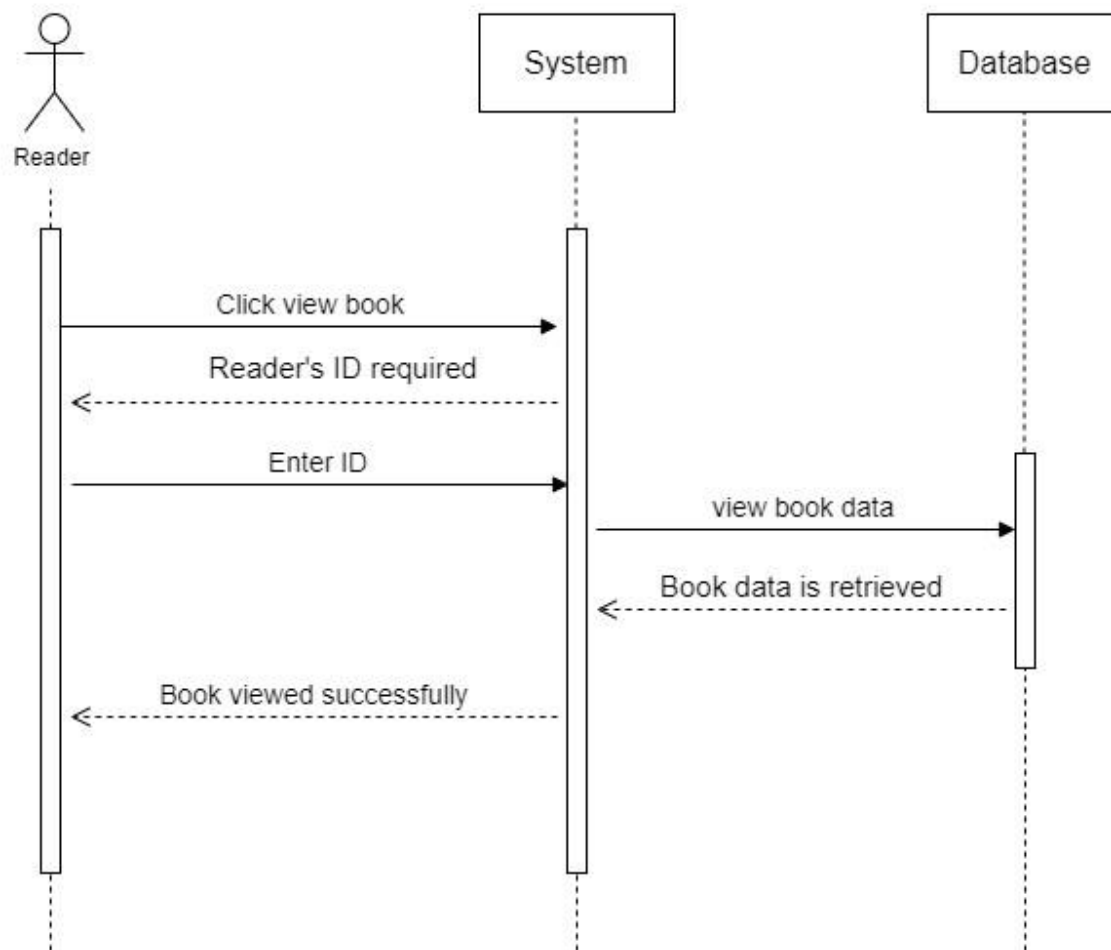 System
Database
Reader
Click view book
Reader's ID required
Enter ID
view book data
Book data is retrieved
Book viewed successfully